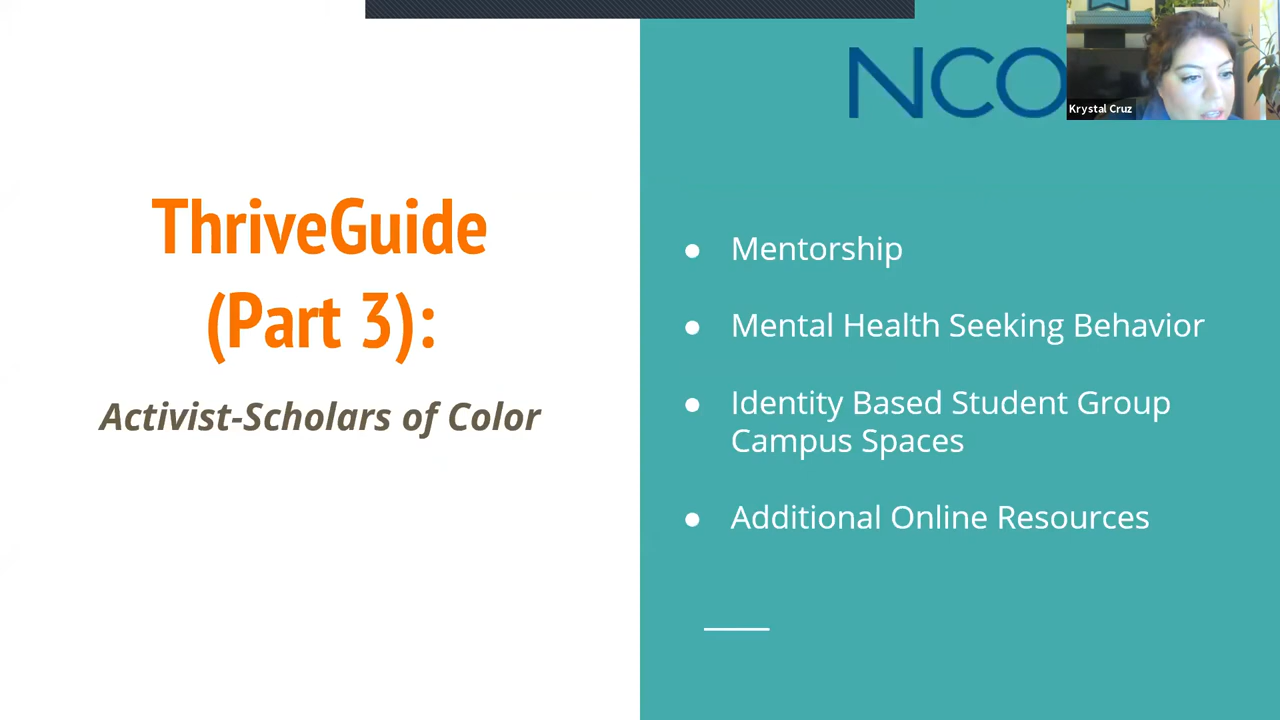 NCO
Krystal Cruz
ThriveGuide
(Part 3):
Activist-Scholars of Color
● Mentorship
● Mental Health Seeking Behavior
● Identity Based Student Group
Campus Spaces
● Additional Online Resources